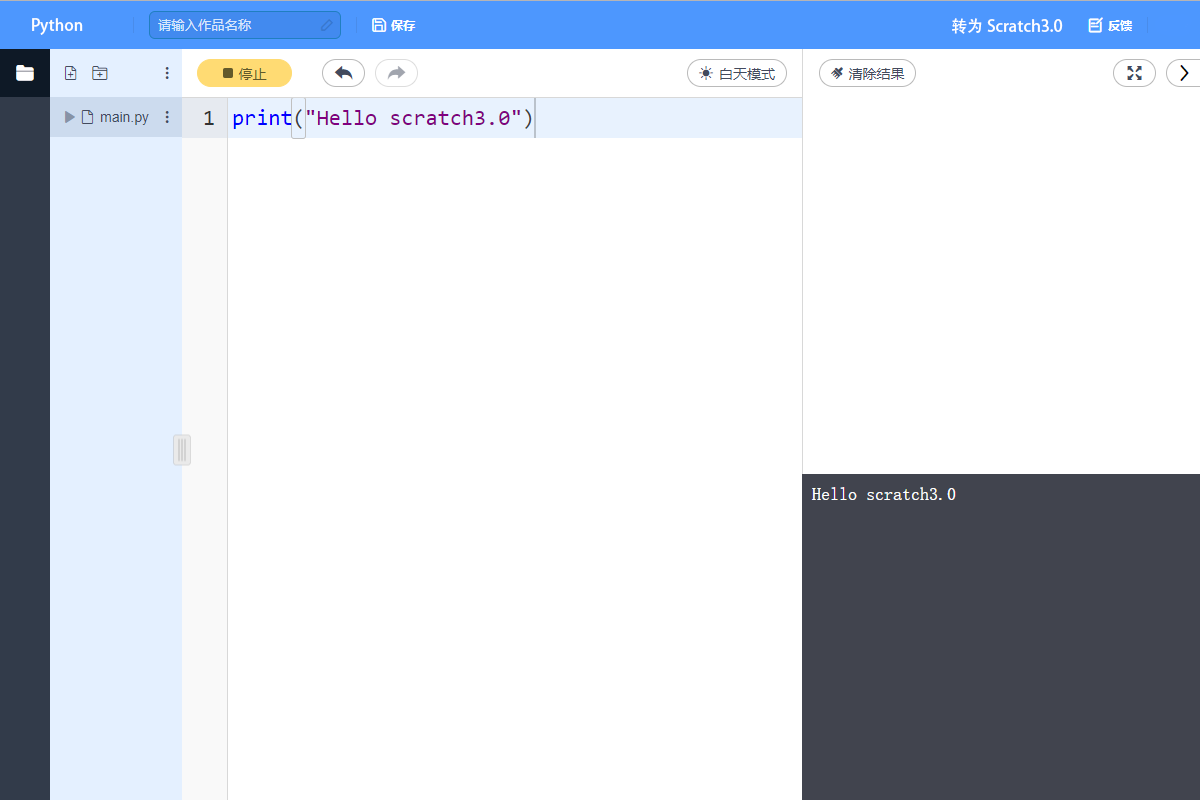 Python
请输入作品名称
保存
转为 Scratch3.0
反馈
停止
白天模式
清除结果
main.py
1
print("Hello scratch3.0")
Hello scratch3.0